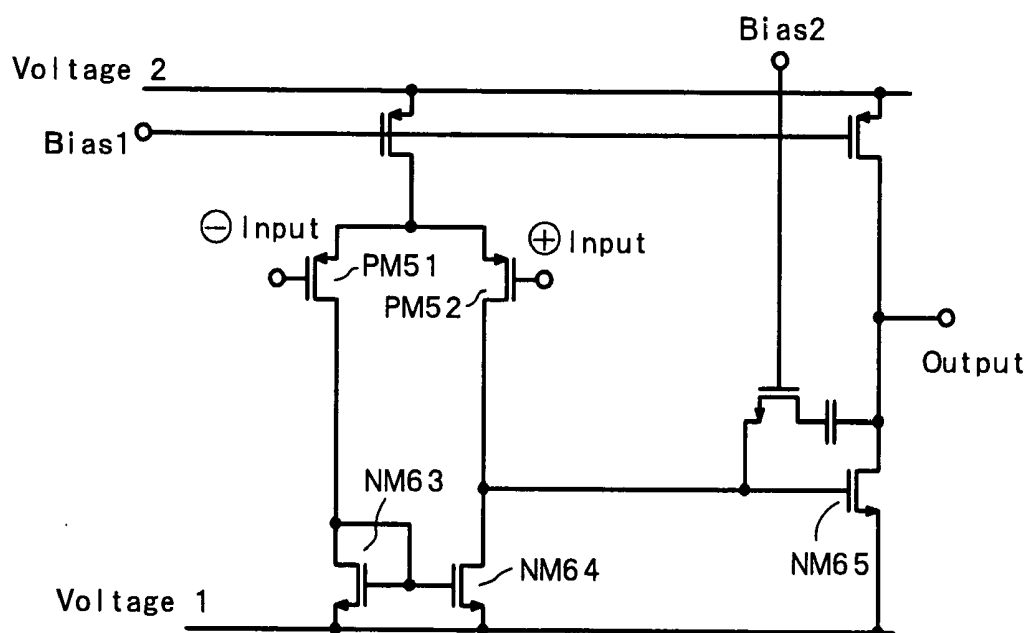 Bias2
Voltage 2
Bias1
⊖ Input
⊕ Input
PM51
PM52
Output
NM63
NM64
NM65
Voltage 1